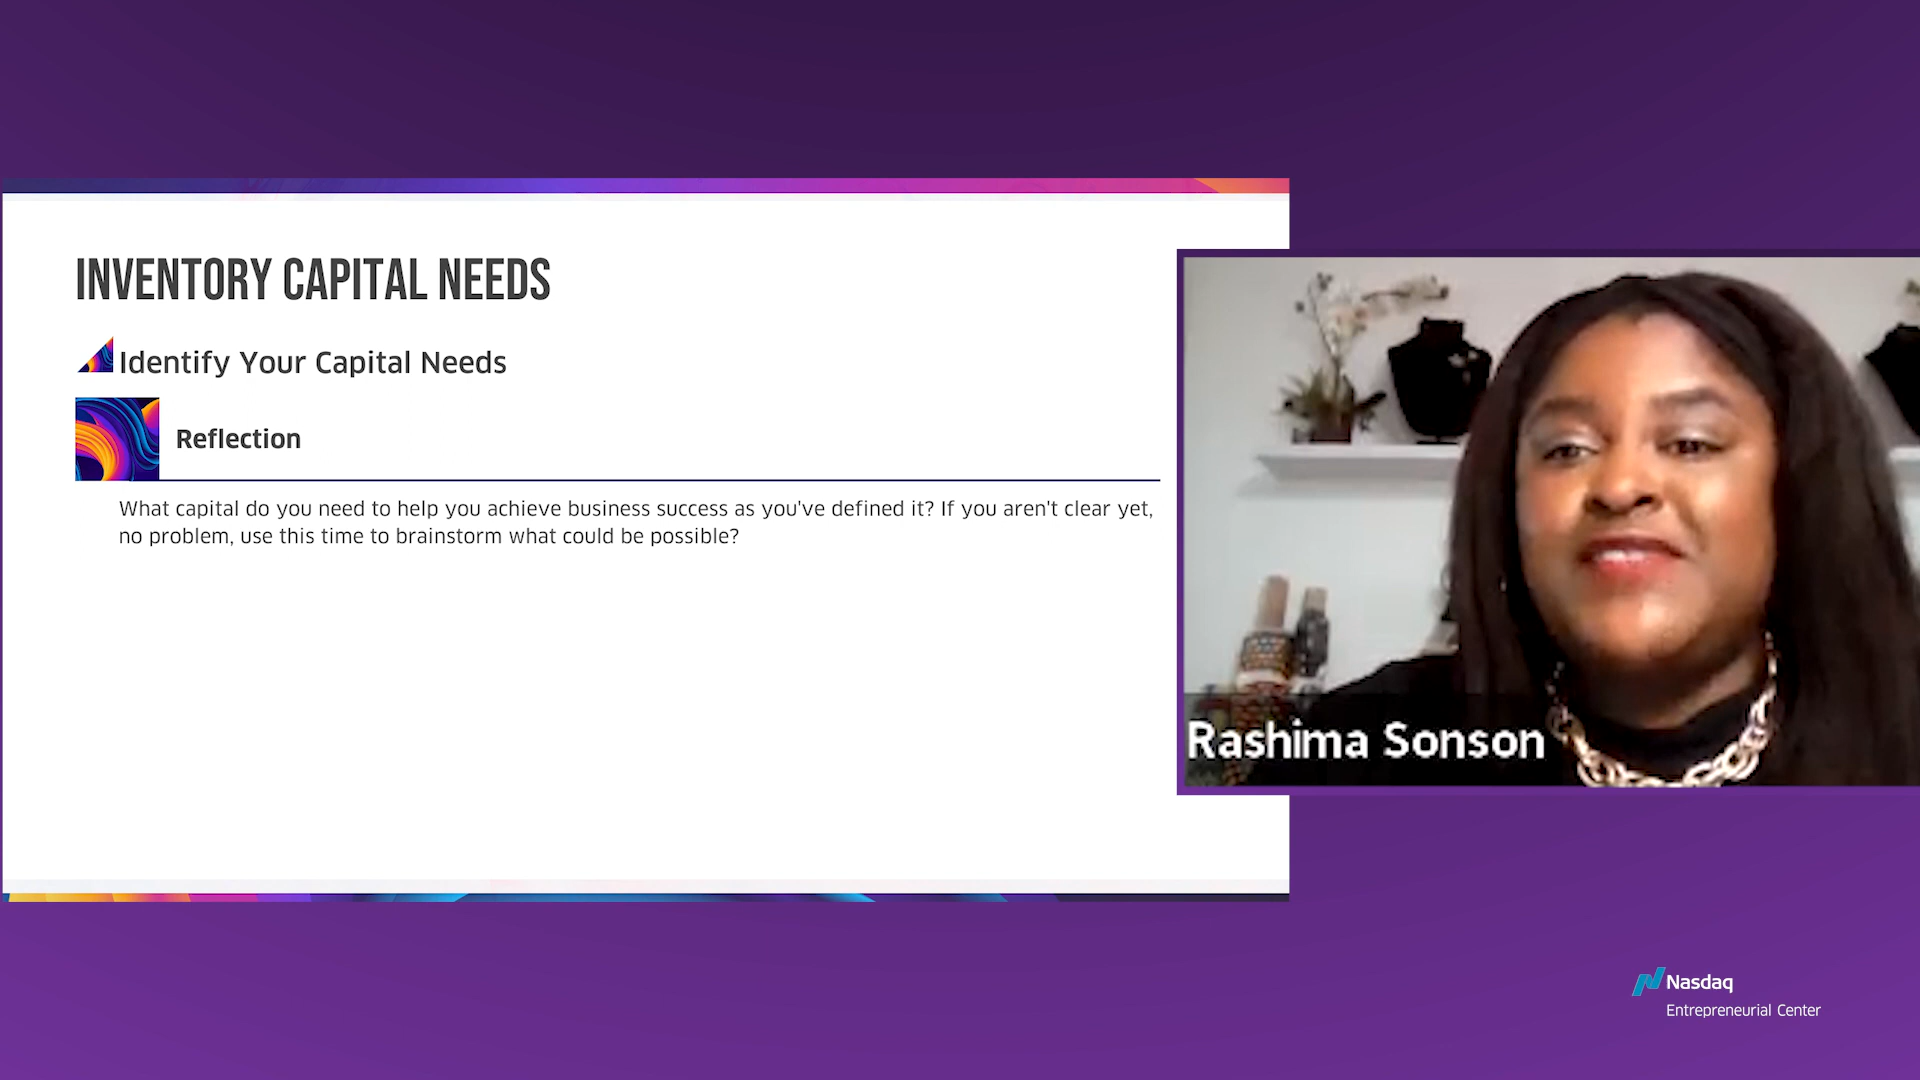 INVENTORY CAPITAL NEEDS
Identify Your Capital Needs
Reflection
What capital do you need to help you achieve business success as you've defined it? If you aren't clear yet,
no problem, use this time to brainstorm what could be possible?
Rashima Sonson
Nasdaq
Entrepreneurial Center